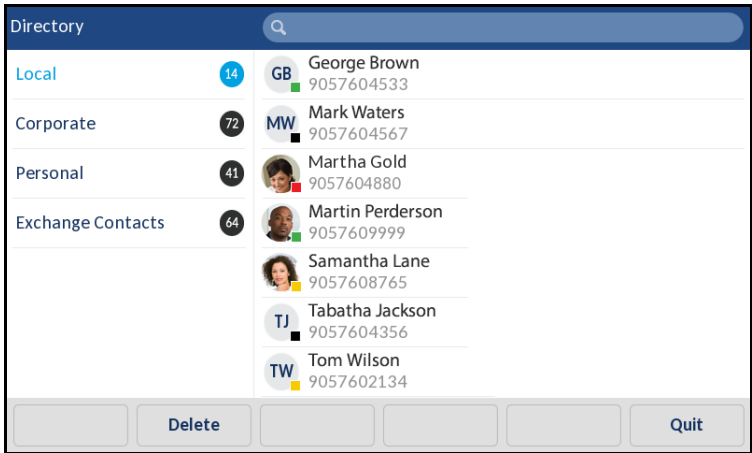 Directory
Local 14
Corporate 72
Personal 41
Exchange Contacts 64
GB George Brown
9057604533
MW Mark Waters
9057604567
Martha Gold
9057604880
Martin Perderson
9057609999
Samantha Lane
9057608765
TJ Tabatha Jackson
9057604356
TW Tom Wilson
9057602134
Delete Quit